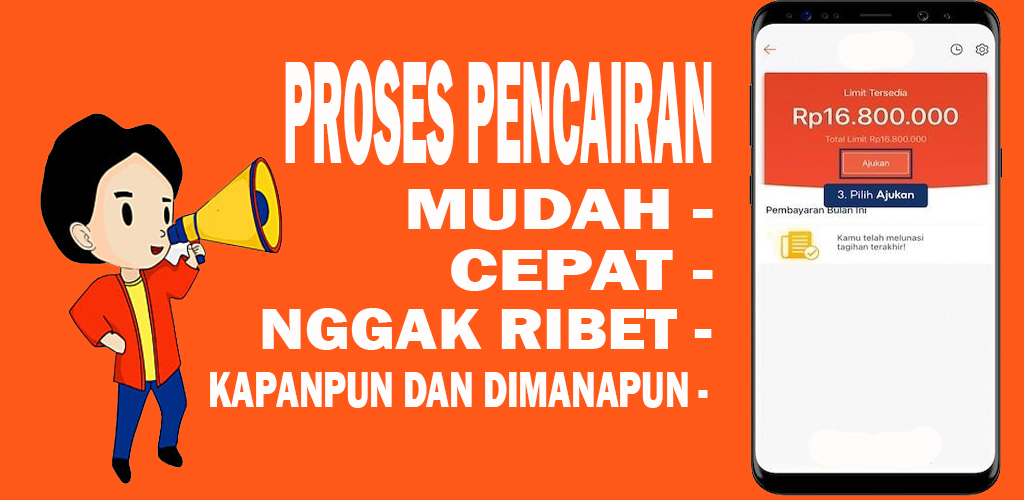 PROSES PENCAIRAN
MUDAH -
CEPAT -
NGGAK RIBET -
KAPANPUN DAN DIMANAPUN -
Limit Tersedia
Rp16.800.000
Total Limit Rp16.800.000
Ajukan
3. Pilih Ajukan
Pembayaran Bulan Ini
Kamu telah melunasi
tagihan terakhir!